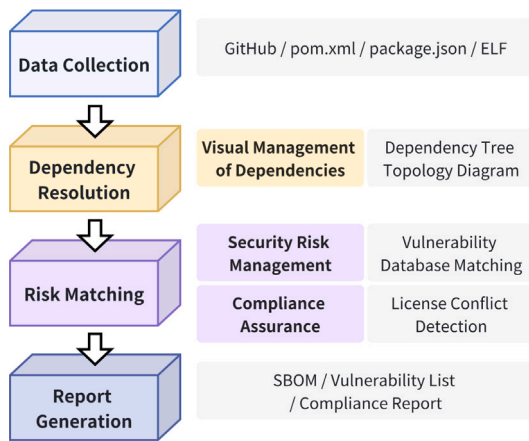 Data Collection
GitHub / pom.xml / package.json / ELF
Dependency
Resolution
Visual Management
of Dependencies
Dependency Tree
Topology Diagram
Risk Matching
Security Risk
Management
Vulnerability
Database Matching
Compliance
Assurance
License Conflict
Detection
Report
Generation
SBOM / Vulnerability List
/ Compliance Report